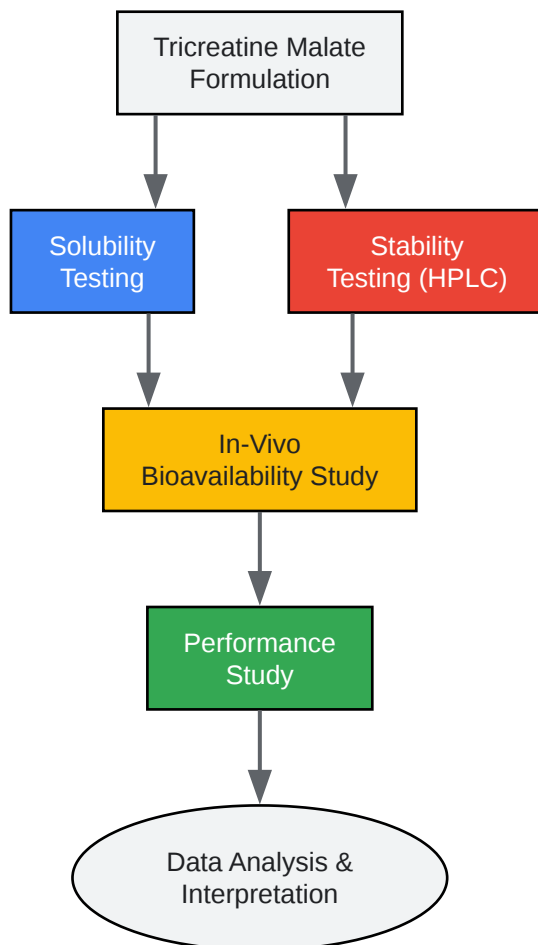 Tricreatine Malate
Formulation
Solubility
Testing
Stability
Testing (HPLC)
In-Vivo
Bioavailability Study
Performance
Study
Data Analysis &
Interpretation